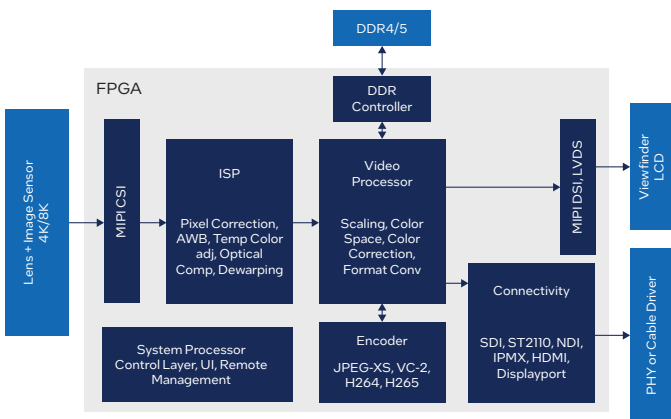 DDR4/5
FPGA
DDR
Controller
Lens + Image Sensor
4K/8K
MIPI CSI
ISP
Pixel Correction,
AWB, Temp Color
adj, Optical
Comp, Dewarping
Video
Processor
Scaling, Color
Space, Color
Correction,
Format Conv
MIPI DSI, LVDS
Viewfinder
LCD
System Processor
Control Layer, UI, Remote
Management
Encoder
JPEG-XS, VC-2,
H264, H265
Connectivity
SDI, ST2110, NDI,
IPMX, HDMI,
Displayport
PHY or Cable Driver